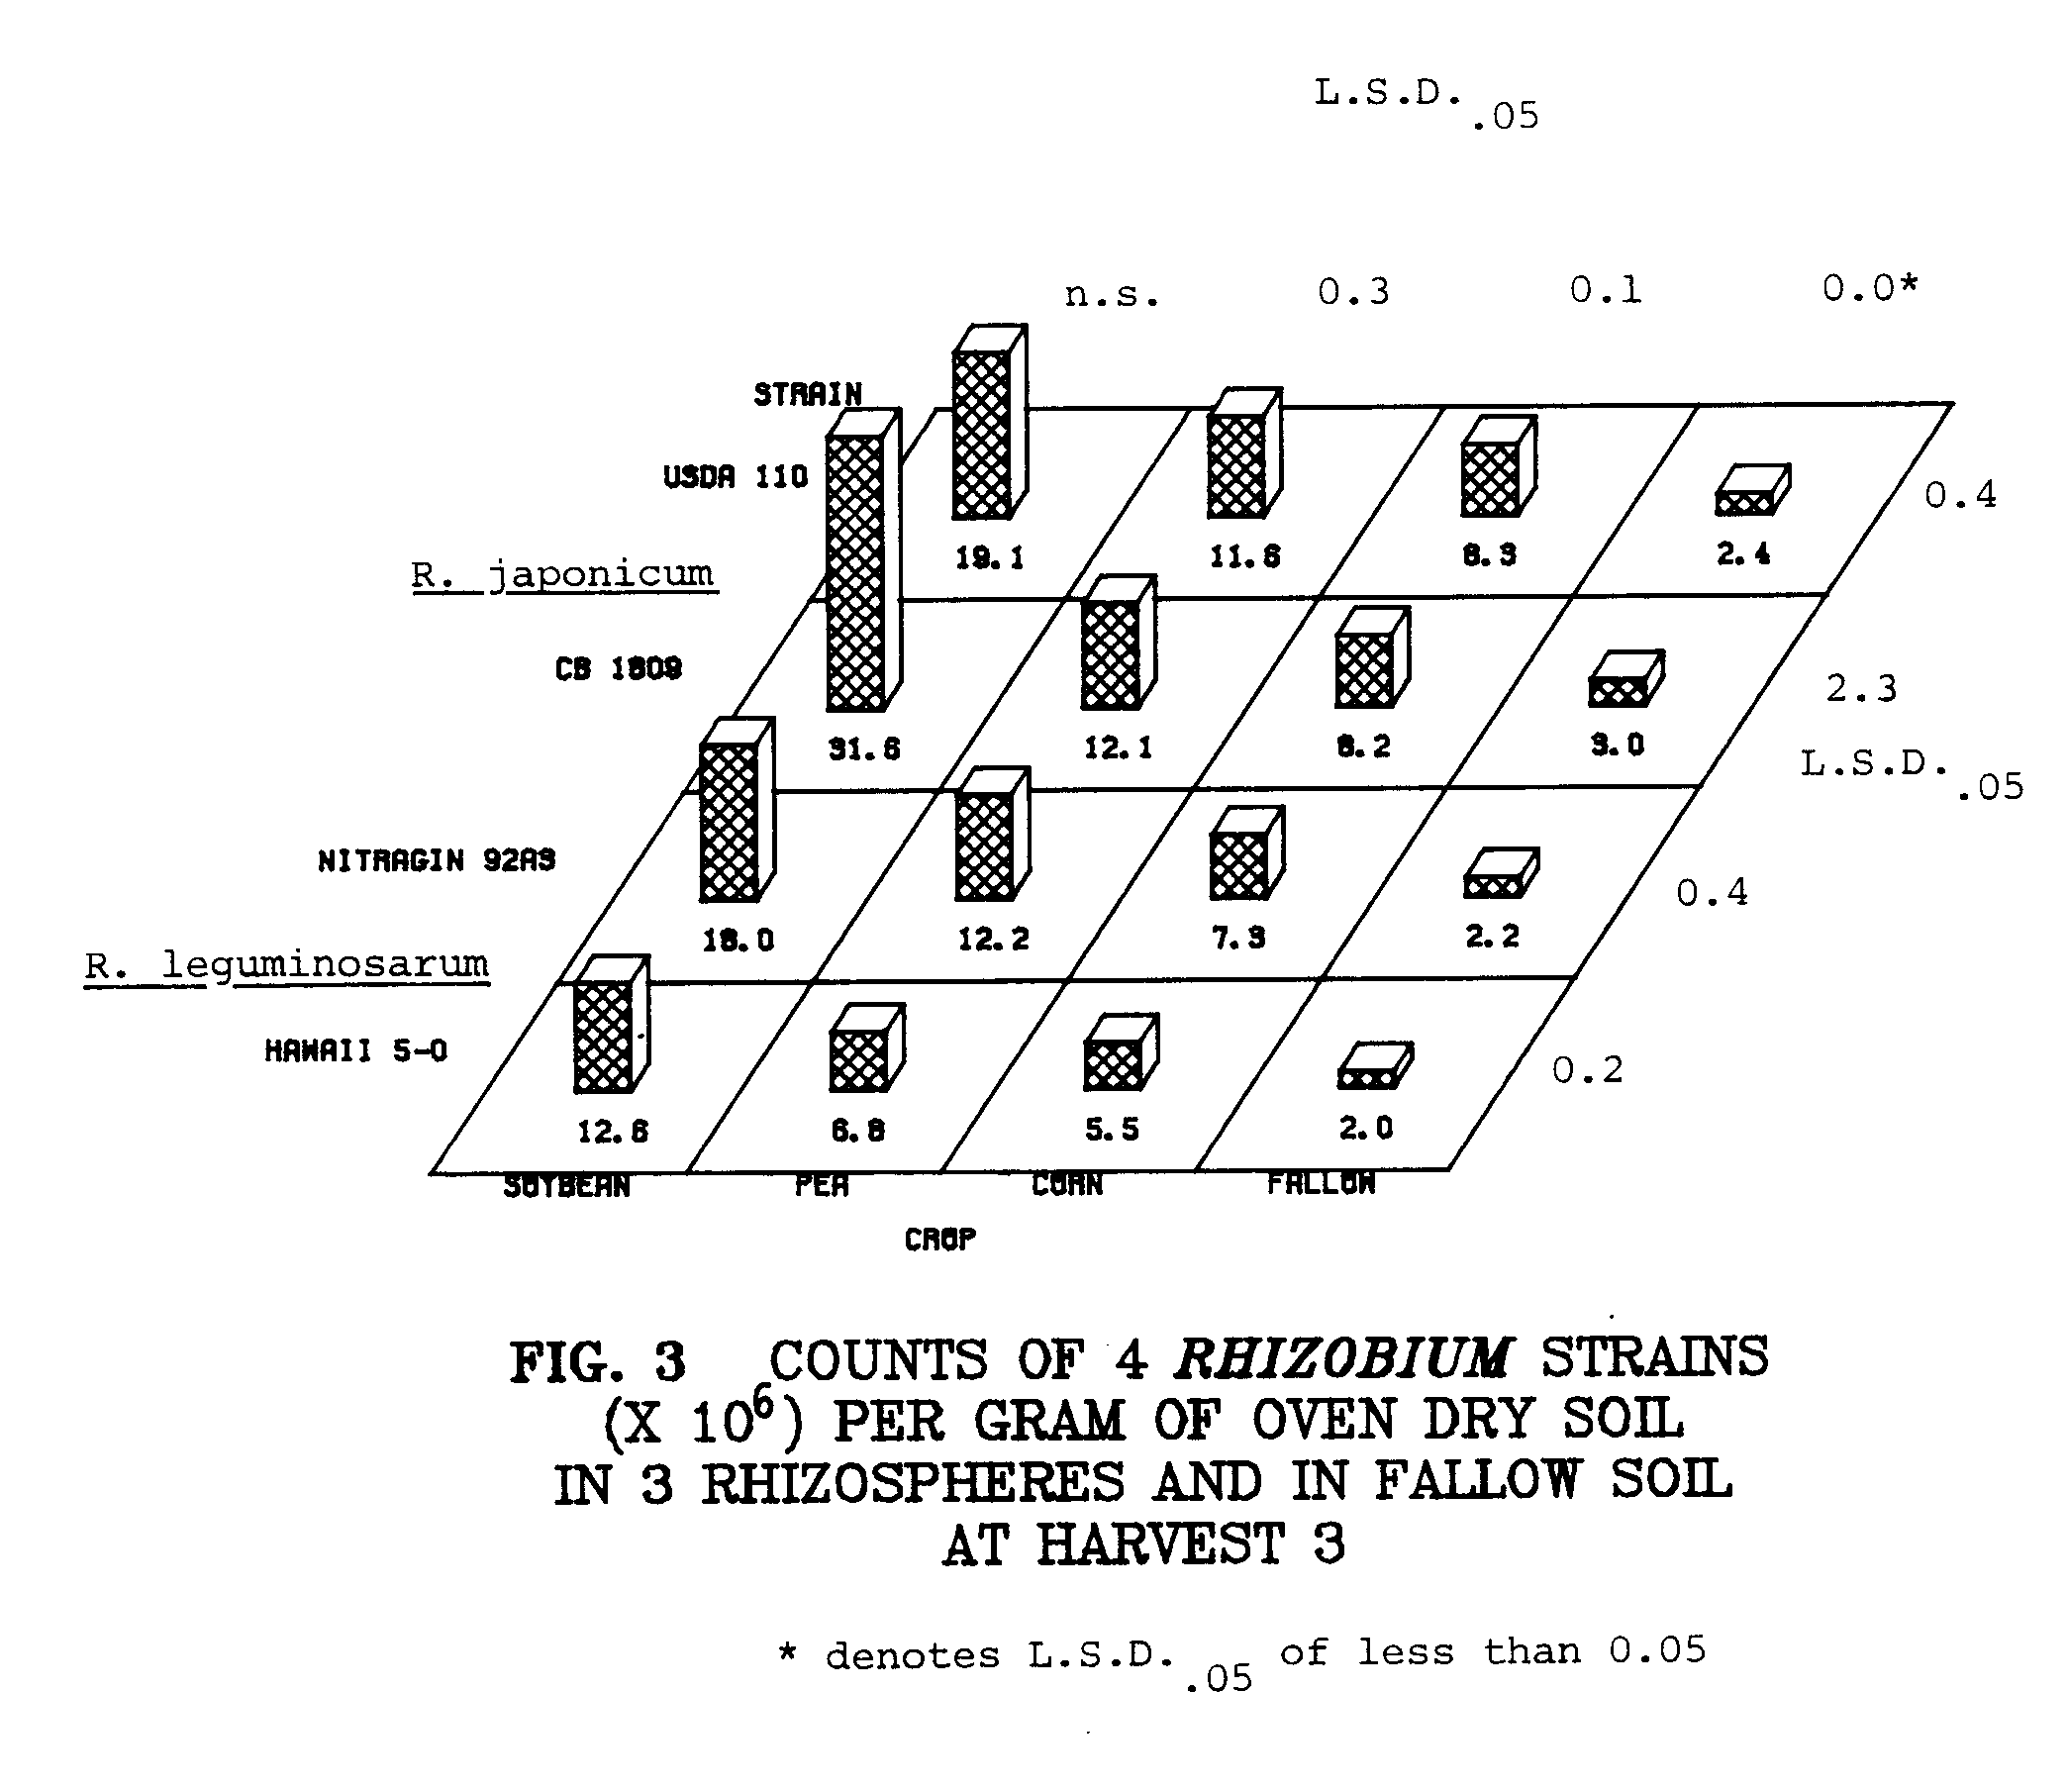 L.S.D. .05
n.s. 0.3 0.1 0.0*
STRAIN
USDA 110
0.4
19.1 11.6 8.3 2.4
R. japonicum
CB 1809
2.3
31.6 12.1 8.2 3.0
L.S.D. .05
NITRAGIN 92A3
0.4
18.0 12.2 7.3 2.2
R. leguminosarum
HAWAII 5-0
0.2
12.6 6.8 5.5 2.0
SOYBEAN PEA CORN FALLOW
CROP
FIG. 3 COUNTS OF 4 RHIZOBIUM STRAINS
(X 10⁶) PER GRAM OF OVEN DRY SOIL
IN 3 RHIZOSPHERES AND IN FALLOW SOIL
AT HARVEST 3
* denotes L.S.D. .05 of less than 0.05